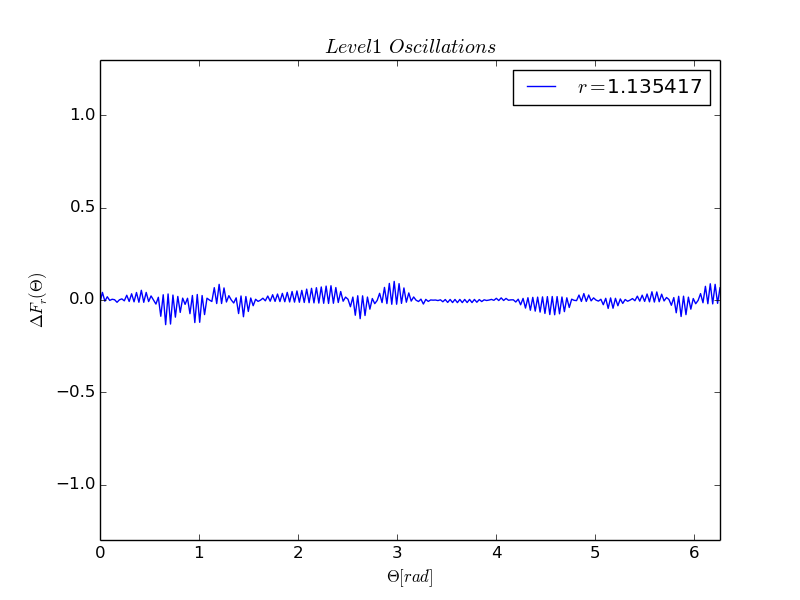 Level1 Oscillations
r=1.135417
1.0
0.5
0.0
−0.5
−1.0
ΔF_r(Θ)
0 1 2 3 4 5 6
Θ[rad]